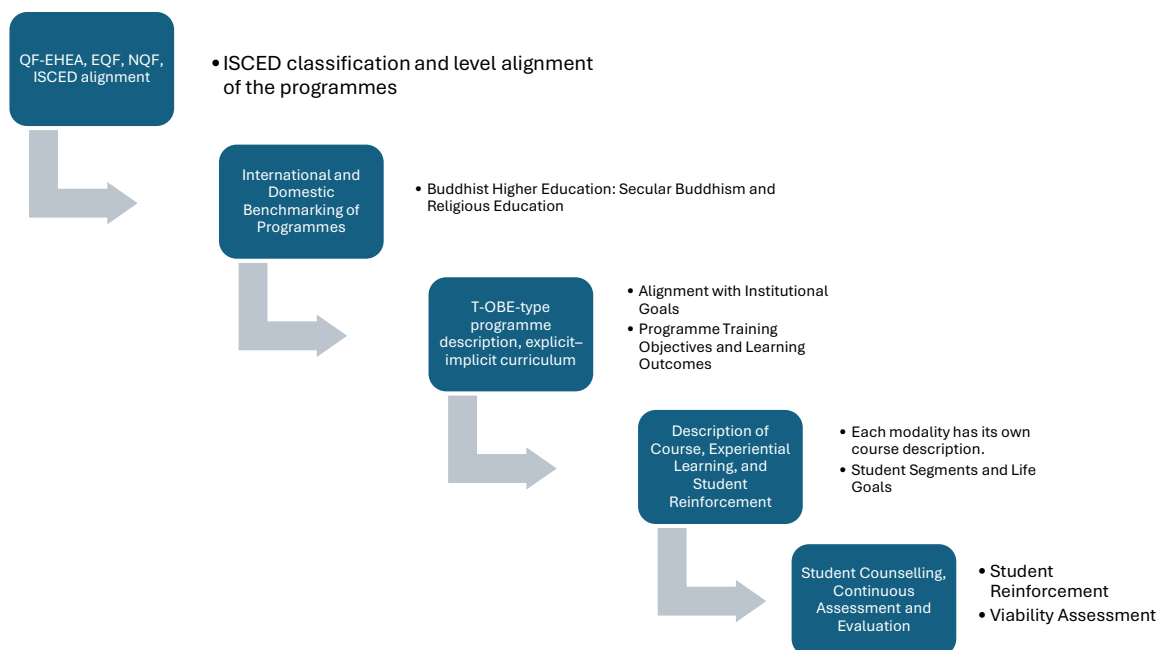 QF-EHEA, EQF, NQF,
ISCED alignment
• ISCED classification and level alignment
of the programmes
International and
Domestic
Benchmarking of
Programmes
• Buddhist Higher Education: Secular Buddhism and
Religious Education
T-OBE-type
programme
description, explicit–
implicit curriculum
• Alignment with Institutional
Goals
• Programme Training
Objectives and Learning
Outcomes
Description of
Course, Experiential
Learning, and
Student
Reinforcement
• Each modality has its own
course description.
• Student Segments and Life
Goals
Student Counselling,
Continuous
Assessment and
Evaluation
• Student
Reinforcement
• Viability Assessment